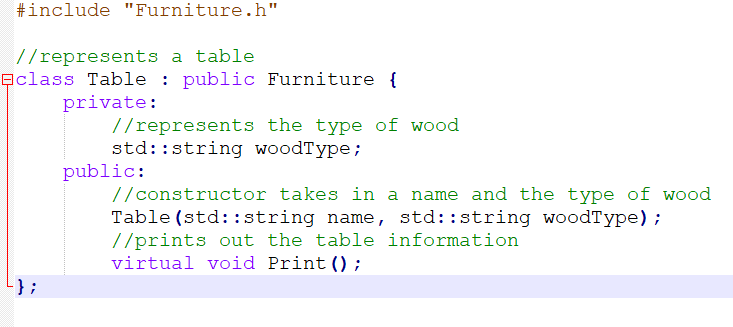 #include "Furniture.h"
//represents a table
class Table : public Furniture {
private:
//represents the type of wood
std::string woodType;
public:
//constructor takes in a name and the type of wood
Table(std::string name, std::string woodType);
//prints out the table information
virtual void Print();
};